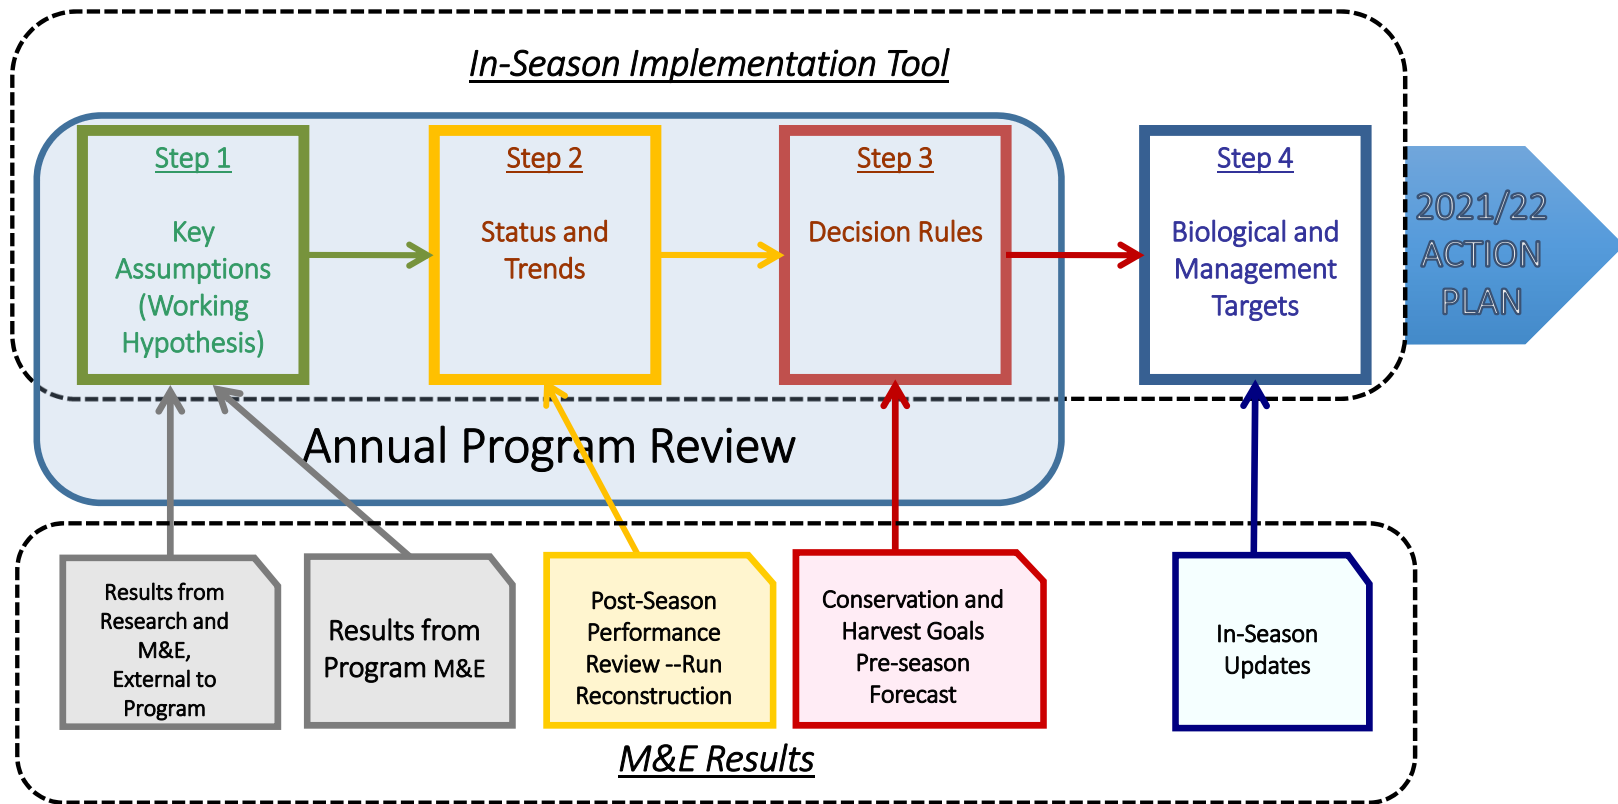 In-Season Implementation Tool
Step 1
Key
Assumptions
(Working
Hypothesis)
Step 2
Status and
Trends
Step 3
Decision Rules
Step 4
Biological and
Management
Targets
2021/22
ACTION
PLAN
Annual Program Review
Results from
Research and
M&E,
External to
Program
Results from
Program M&E
Post-Season
Performance
Review --Run
Reconstruction
Conservation and
Harvest Goals
Pre-season
Forecast
In-Season
Updates
M&E Results